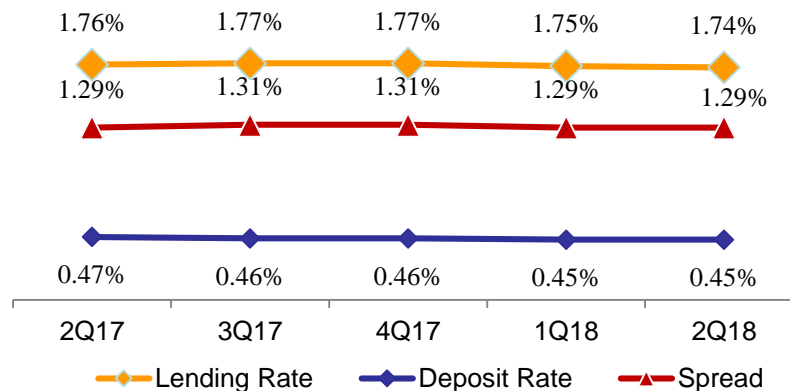 1.76% 1.77% 1.77% 1.75% 1.74%
1.29% 1.31% 1.31% 1.29% 1.29%
0.47% 0.46% 0.46% 0.45% 0.45%
2Q17 3Q17 4Q17 1Q18 2Q18
Lending Rate Deposit Rate Spread